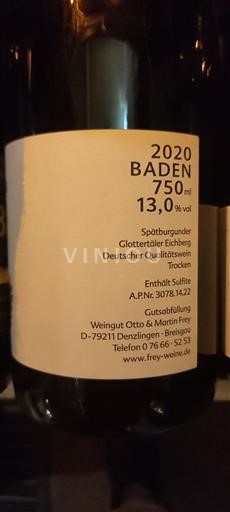 2020
BADEN
750 ml
13,0 % vol
Spätburgunder
Glottertäler Eichberg
Deutscher Qualitätswein
Trocken
Enthält Sulfite
A.P.Nr. 3078.14.22
Gutsabfüllung
Weingut Otto & Martin Frey
D-79211 Denzlingen · Breisgau
Telefon 0 76 66 · 52 53
www.frey-weine.de
VINIOU